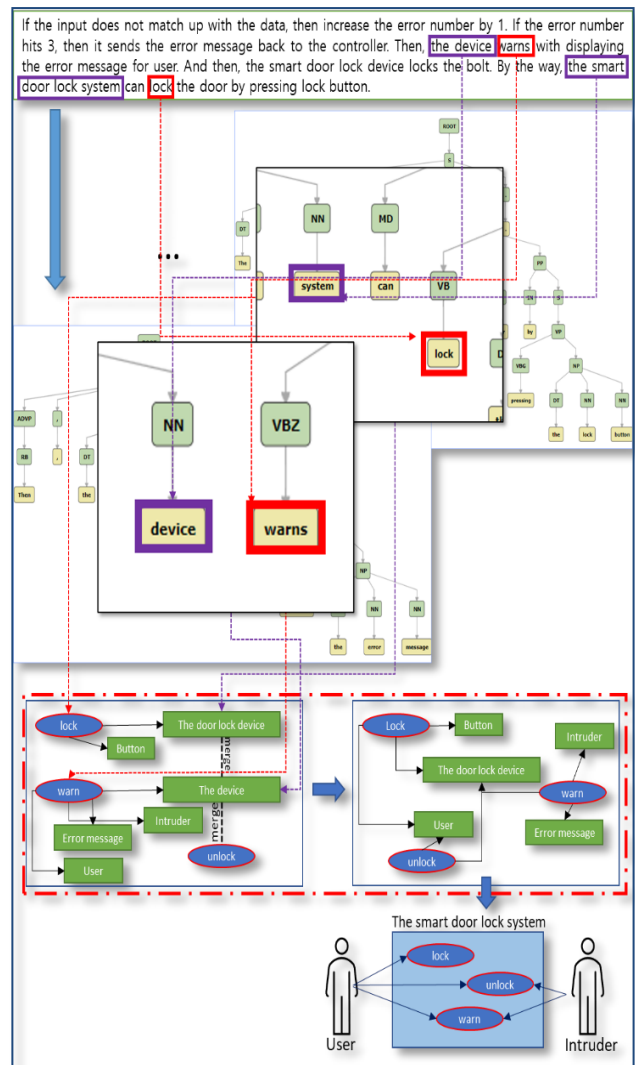 If the input does not match up with the data, then increase the error number by 1. If the error number
hits 3, then it sends the error message back to the controller. Then, the device warns with displaying
the error message for user. And then, the smart door lock device locks the bolt. By the way, the smart
door lock system can lock the door by pressing lock button.
ROOT
S
DT
The
...
NN
MD
VB
system
can
lock
PP
IN
S
by
VP
VBG
NP
pressing
DT
NN
NN
the
lock
button
ADVP
,
RB
,
DT
Then
the
NN
VBZ
device
warns
NP
NN
NN
the
error
message
lock
The door lock device
Button
merge
warn
The device
Intruder
merge
Error message
unlock
User
Lock
Button
Intruder
The door lock device
warn
User
Error message
unlock
The smart door lock system
lock
unlock
warn
User
Intruder